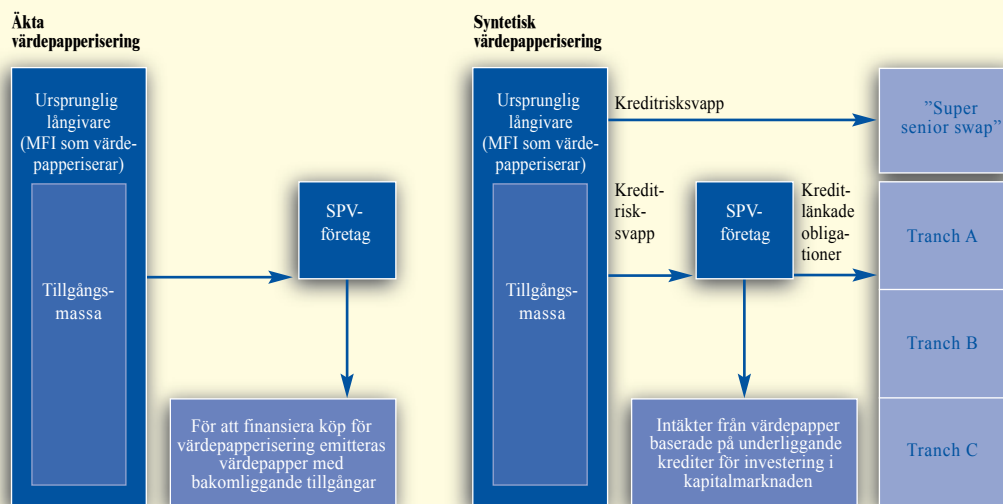 Äkta
värdepapperisering
Ursprunglig
långivare
(MFI som värde-
papperiserar)
Tillgångs-
massa
SPV-
företag
För att finansiera köp för
värdepapperisering emitteras
värdepapper med
bakomliggande tillgångar
Syntetisk
värdepapperisering
Ursprunglig
långivare
(MFI som värde-
papperiserar)
Tillgångs-
massa
Kreditrisksvapp
Kredit-
risk-
svapp
SPV-
företag
Kredit-
länkade
obliga-
tioner
Intäkter från värdepapper
baserade på underliggande
krediter för investering i
kapitalmarknaden
”Super
senior swap”
Tranch A
Tranch B
Tranch C